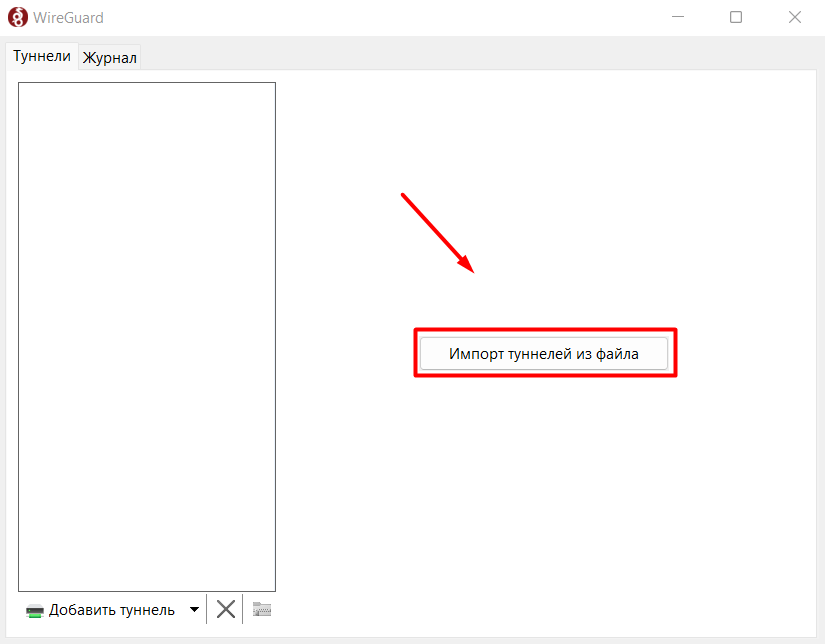 WireGuard
Туннели
Журнал
Импорт туннелей из файла
Добавить туннель